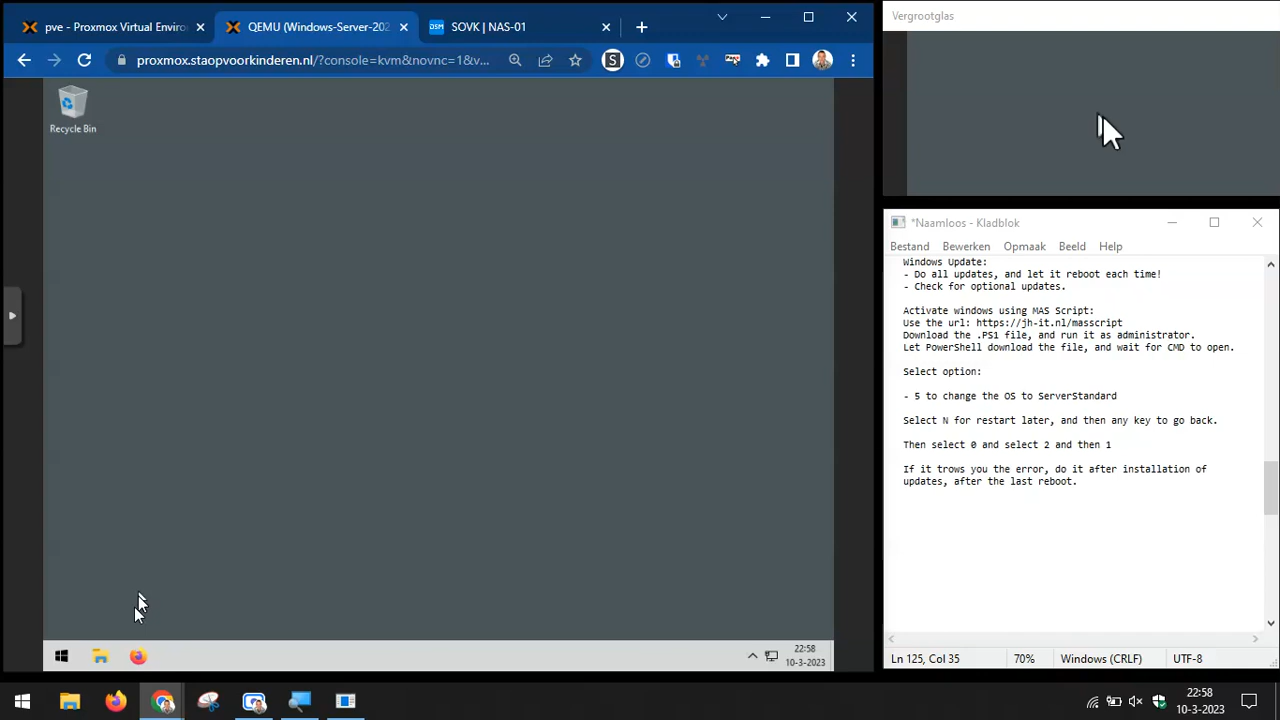 pve - Proxmox Virtual Enviro
QEMU (Windows-Server-202
DSM
SOVK | NAS-01
proxmox.staopvoorkinderen.nl/?console=kvm&novnc=1&v...
S
Recycle Bin
22:58
10-3-2023
Vergrootglas
*Naamloos - Kladblok
Bestand Bewerken Opmaak Beeld Help
Windows Update:
- Do all updates, and let it reboot each time!
- Check for optional updates.
Activate windows using MAS Script:
Use the url: https://jh-it.nl/masscript
Download the .PS1 file, and run it as administrator.
Let PowerShell download the file, and wait for CMD to open.
Select option:
- 5 to change the OS to ServerStandard
Select N for restart later, and then any key to go back.
Then select 0 and select 2 and then 1
If it trows you the error, do it after installation of
updates, after the last reboot.
Ln 125, Col 35 70% Windows (CRLF) UTF-8
22:58
10-3-2023